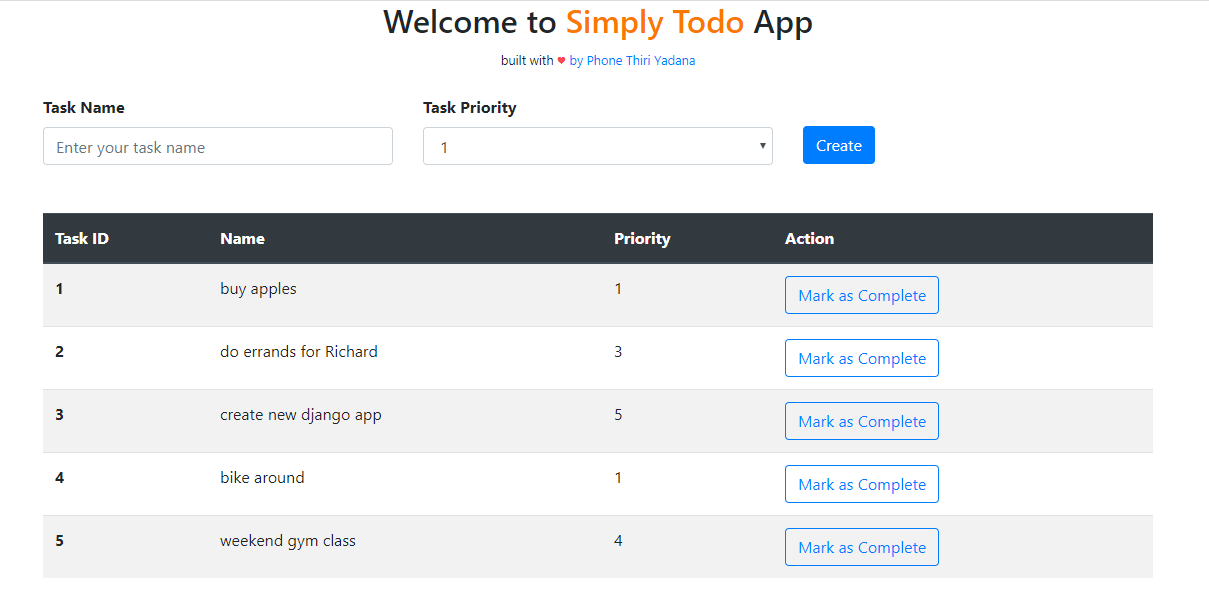 Welcome to Simply Todo App
built with ♥ by Phone Thiri Yadana
Task Name Task Priority
Enter your task name 1 Create
Task ID Name Priority Action
1 buy apples 1 Mark as Complete
2 do errands for Richard 3 Mark as Complete
3 create new django app 5 Mark as Complete
4 bike around 1 Mark as Complete
5 weekend gym class 4 Mark as Complete